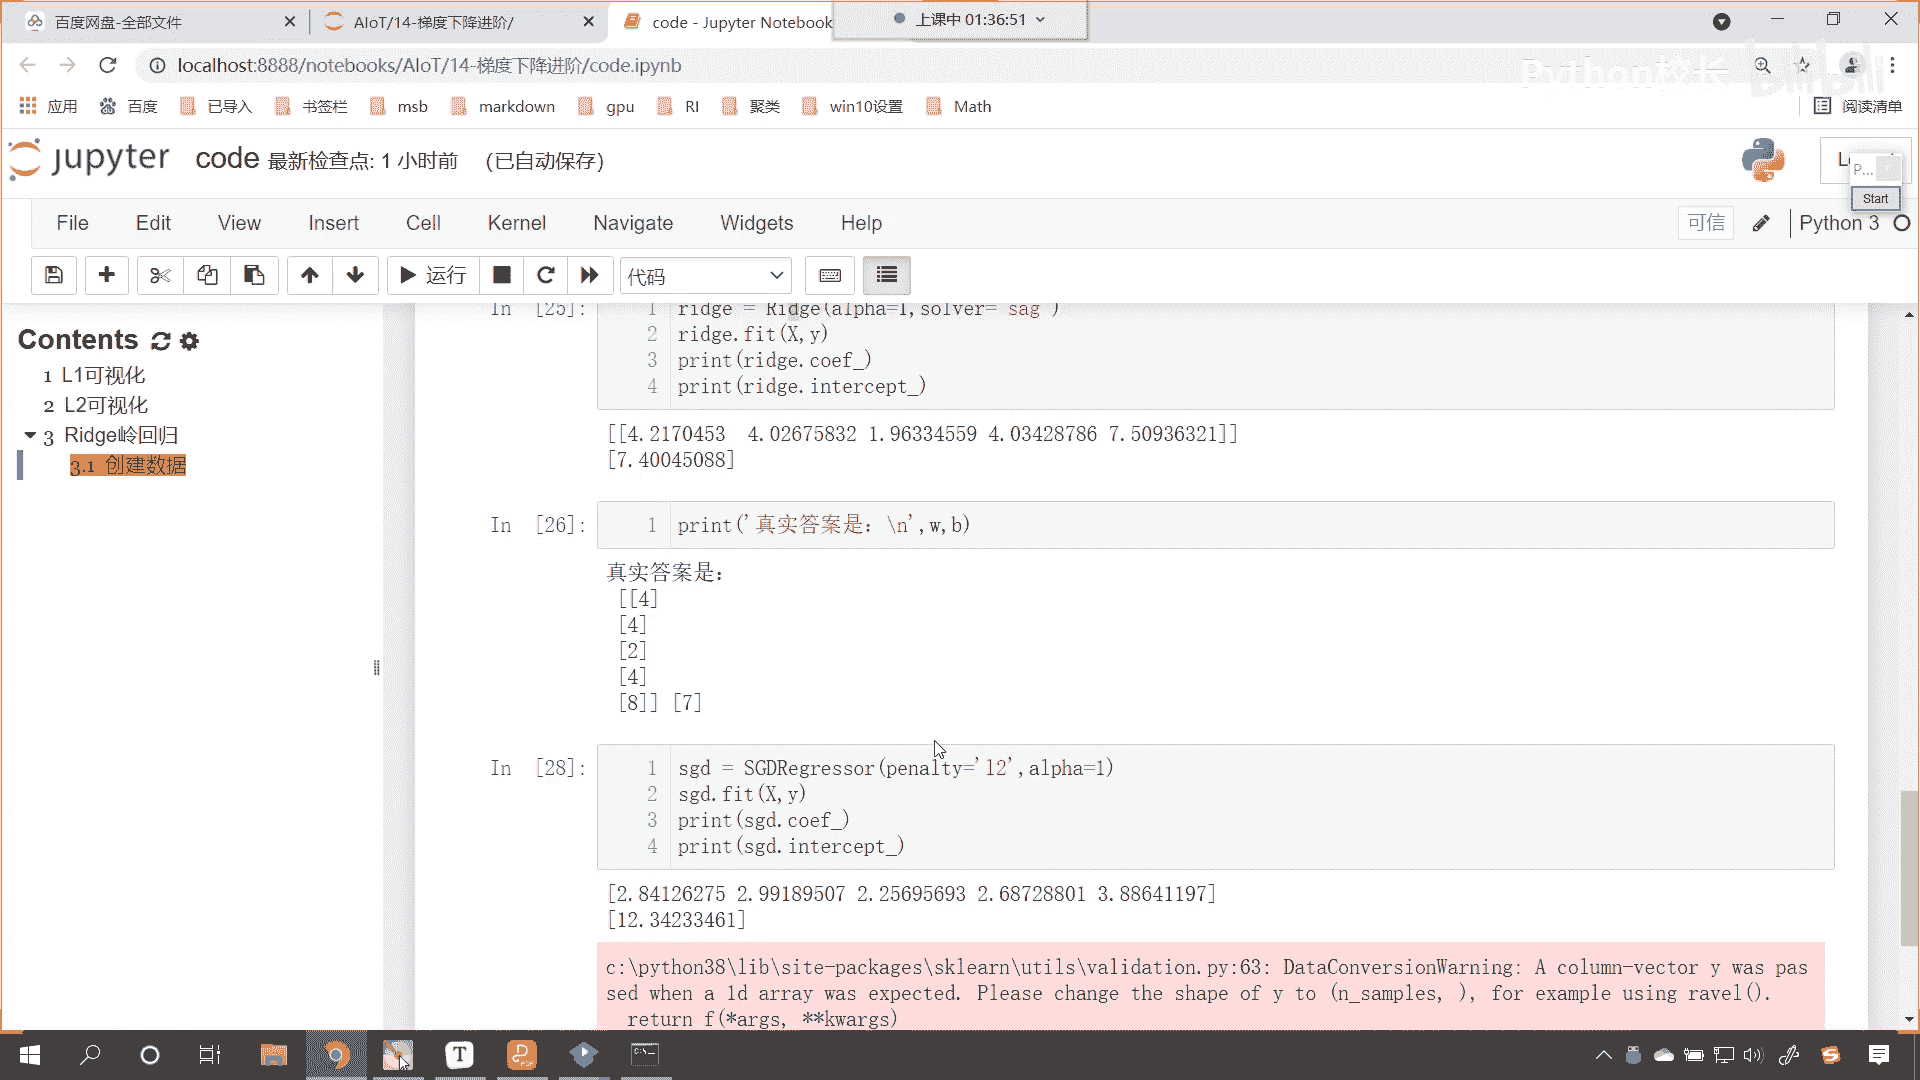 百度网盘-全部文件
AIoT/14-梯度下降进阶/
code - Jupyter Notebook
上课中 01:36:51
localhost:8888/notebooks/AIoT/14-梯度下降进阶/code.ipynb
Python校长
bilibili
应用
百度
已导入
书签栏
msb
markdown
gpu
RI
聚类
win10设置
Math
阅读清单
jupyter
code 最新检查点: 1 小时前 (已自动保存)
P...
Start
File Edit View Insert Cell Kernel Navigate Widgets Help
可信
Python 3
运行
代码
Contents
1 L1可视化
2 L2可视化
3 Ridge岭回归
3.1 创建数据
In [25]:
1 ridge = Ridge(alpha=1,solver='sag')
2 ridge.fit(X,y)
3 print(ridge.coef_)
4 print(ridge.intercept_)
[[4.2170453  4.02675832 1.96334559 4.03428786 7.50936321]]
[7.40045088]
In [26]:
1 print('真实答案是：\n',w,b)
真实答案是：
[[4]
[4]
[2]
[4]
[8]] [7]
In [28]:
1 sgd = SGDRegressor(penalty='l2',alpha=1)
2 sgd.fit(X,y)
3 print(sgd.coef_)
4 print(sgd.intercept_)
[2.84126275 2.99189507 2.25695693 2.68728801 3.88641197]
[12.34233461]
c:\python38\lib\site-packages\sklearn\utils\validation.py:63: DataConversionWarning: A column-vector y was pas
sed when a 1d array was expected. Please change the shape of y to (n_samples, ), for example using ravel().
return f(*args, **kwargs)